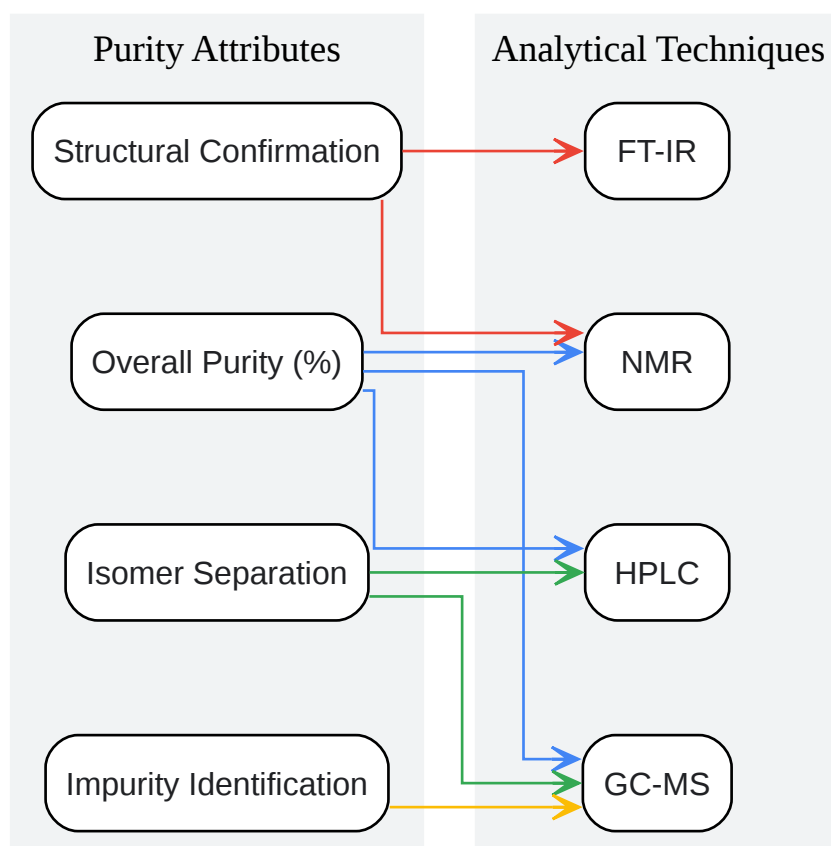 Purity Attributes
Analytical Techniques
Structural Confirmation
FT-IR
Overall Purity (%)
NMR
Isomer Separation
HPLC
Impurity Identification
GC-MS